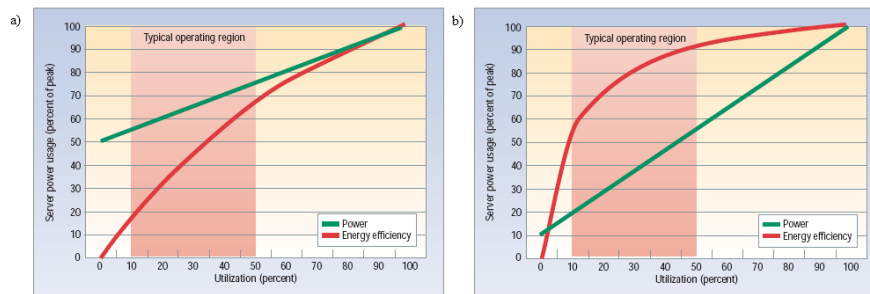 a)
Server power usage (percent of peak)
100
90
80
70
60
50
40
30
20
10
0
Typical operating region
Power
Energy efficiency
0 10 20 30 40 50 60 70 80 90 100
Utilization (percent)
b)
Server power usage (percent of peak)
100
90
80
70
60
50
40
30
20
10
0
Typical operating region
Power
Energy efficiency
0 10 20 30 40 50 60 70 80 90 100
Utilization (percent)